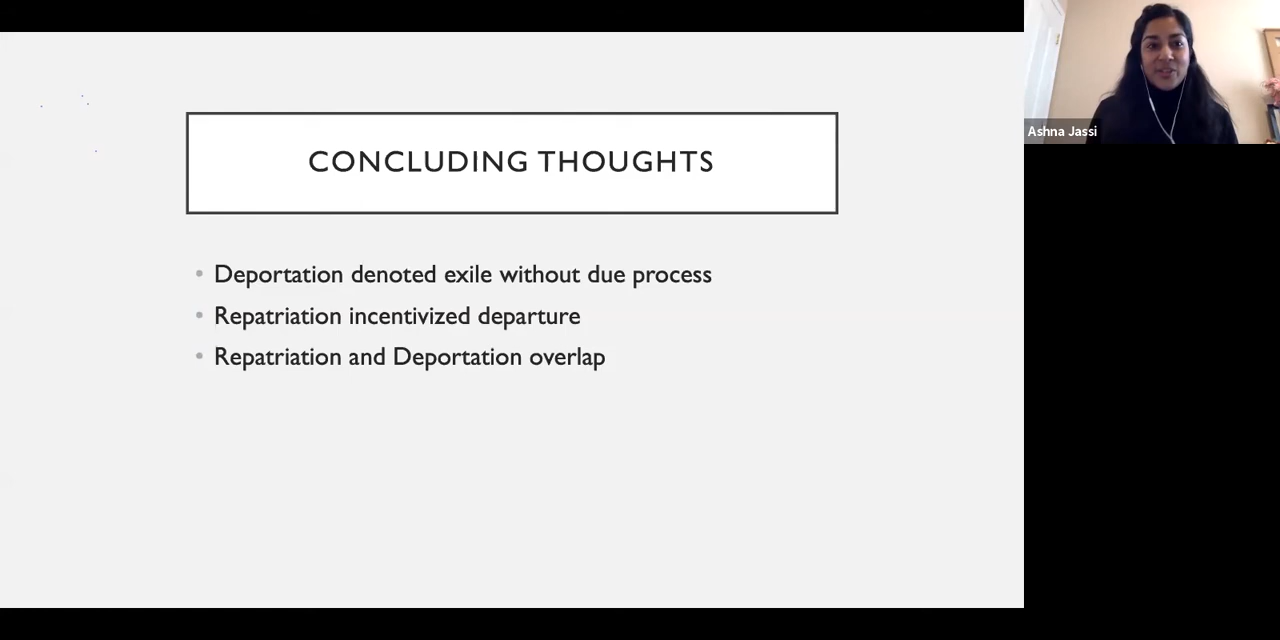 CONCLUDING THOUGHTS
• Deportation denoted exile without due process
• Repatriation incentivized departure
• Repatriation and Deportation overlap
Ashna Jassi